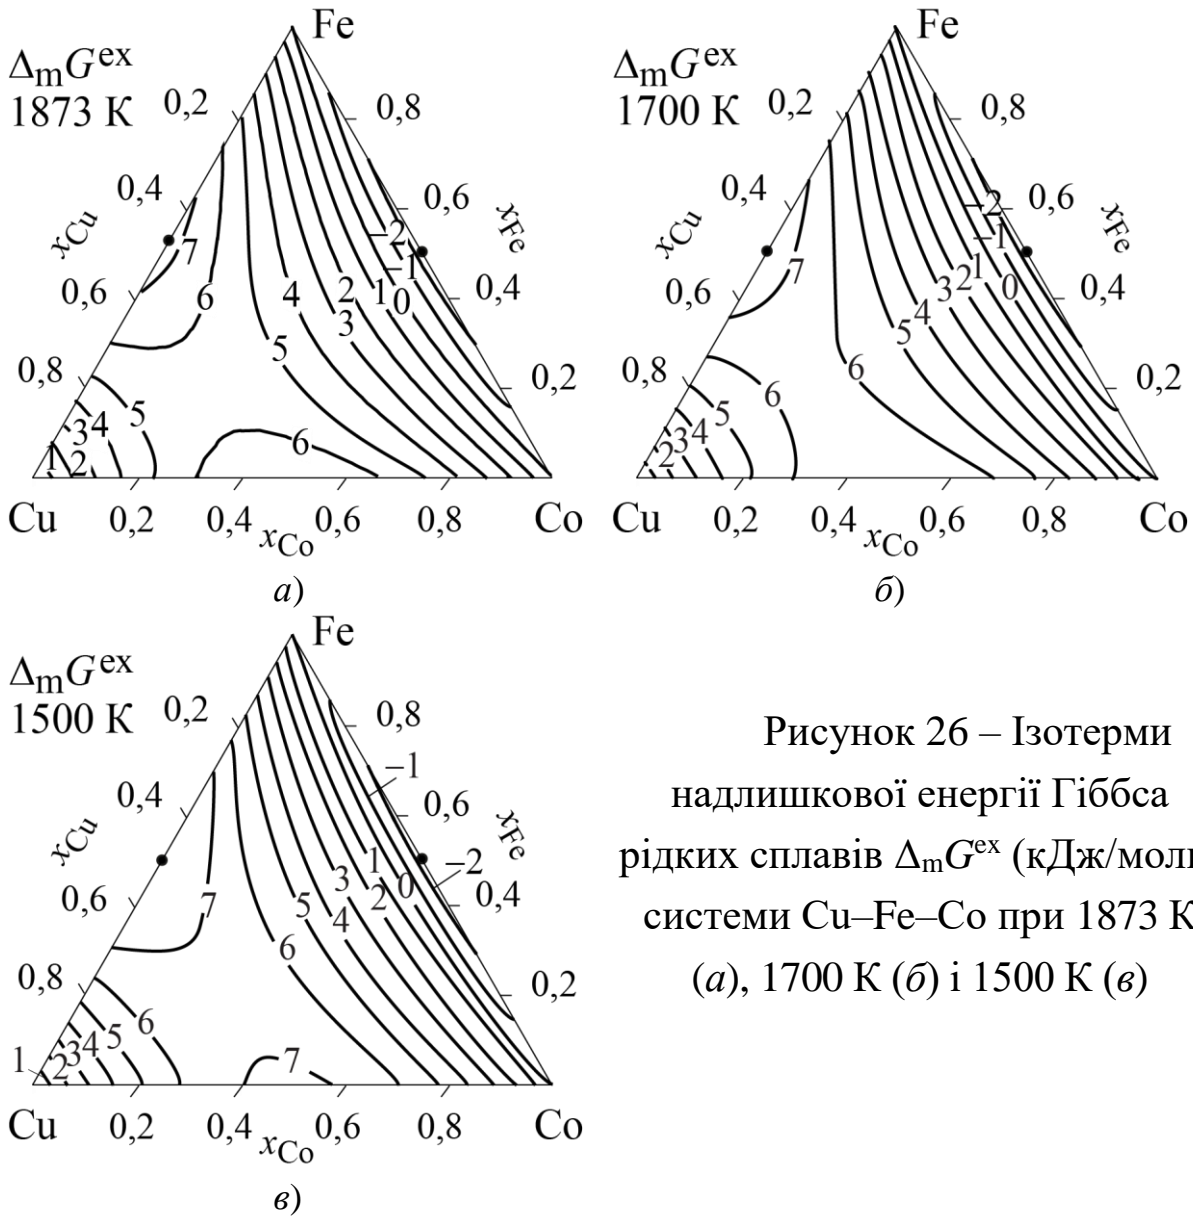 Fe
Δ_mG^ex
1873 К
0,2
0,8
0,4
0,6
x_Cu
x_Fe
7
−2
−1
0,6
6
4
2
1
0
0,4
3
5
0,8
0,2
5
3
4
6
1
2
Cu
0,2
0,4
0,6
0,8
Co
x_Co
а)
Fe
Δ_mG^ex
1700 К
0,2
0,8
0,4
0,6
x_Cu
x_Fe
−2
−1
7
1
0,6
3
2
0
0,4
4
5
6
0,8
0,2
6
5
4
3
2
Cu
0,2
0,4
0,6
0,8
Co
x_Co
б)
Fe
Δ_mG^ex
1500 К
0,2
0,8
−1
0,4
0,6
x_Cu
x_Fe
1
−2
3
0
0,6
7
5
2
0,4
4
6
0,8
0,2
6
5
4
3
1
2
7
Cu
0,2
0,4
0,6
0,8
Co
x_Co
в)
Рисунок 26 – Ізотерми
надлишкової енергії Гіббса
рідких сплавів Δ_mG^ex (кДж/моль
системи Cu–Fe–Co при 1873 К
(а), 1700 К (б) і 1500 К (в)